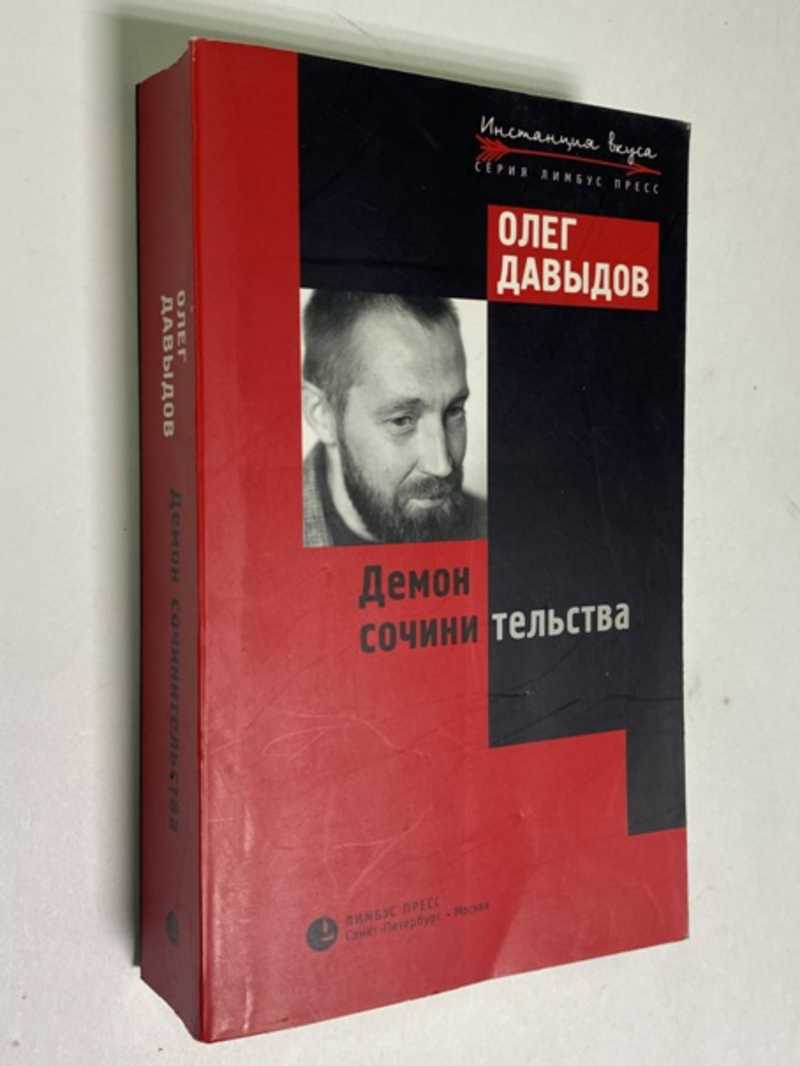 Инстанция вкуса
СЕРИЯ ЛИМБУС ПРЕСС
ОЛЕГ
ДАВЫДОВ
Демон
сочинительства
ЛИМБУС ПРЕСС
Санкт-Петербург • Москва
ОЛЕГ
ДАВЫДОВ
Демон сочинительства